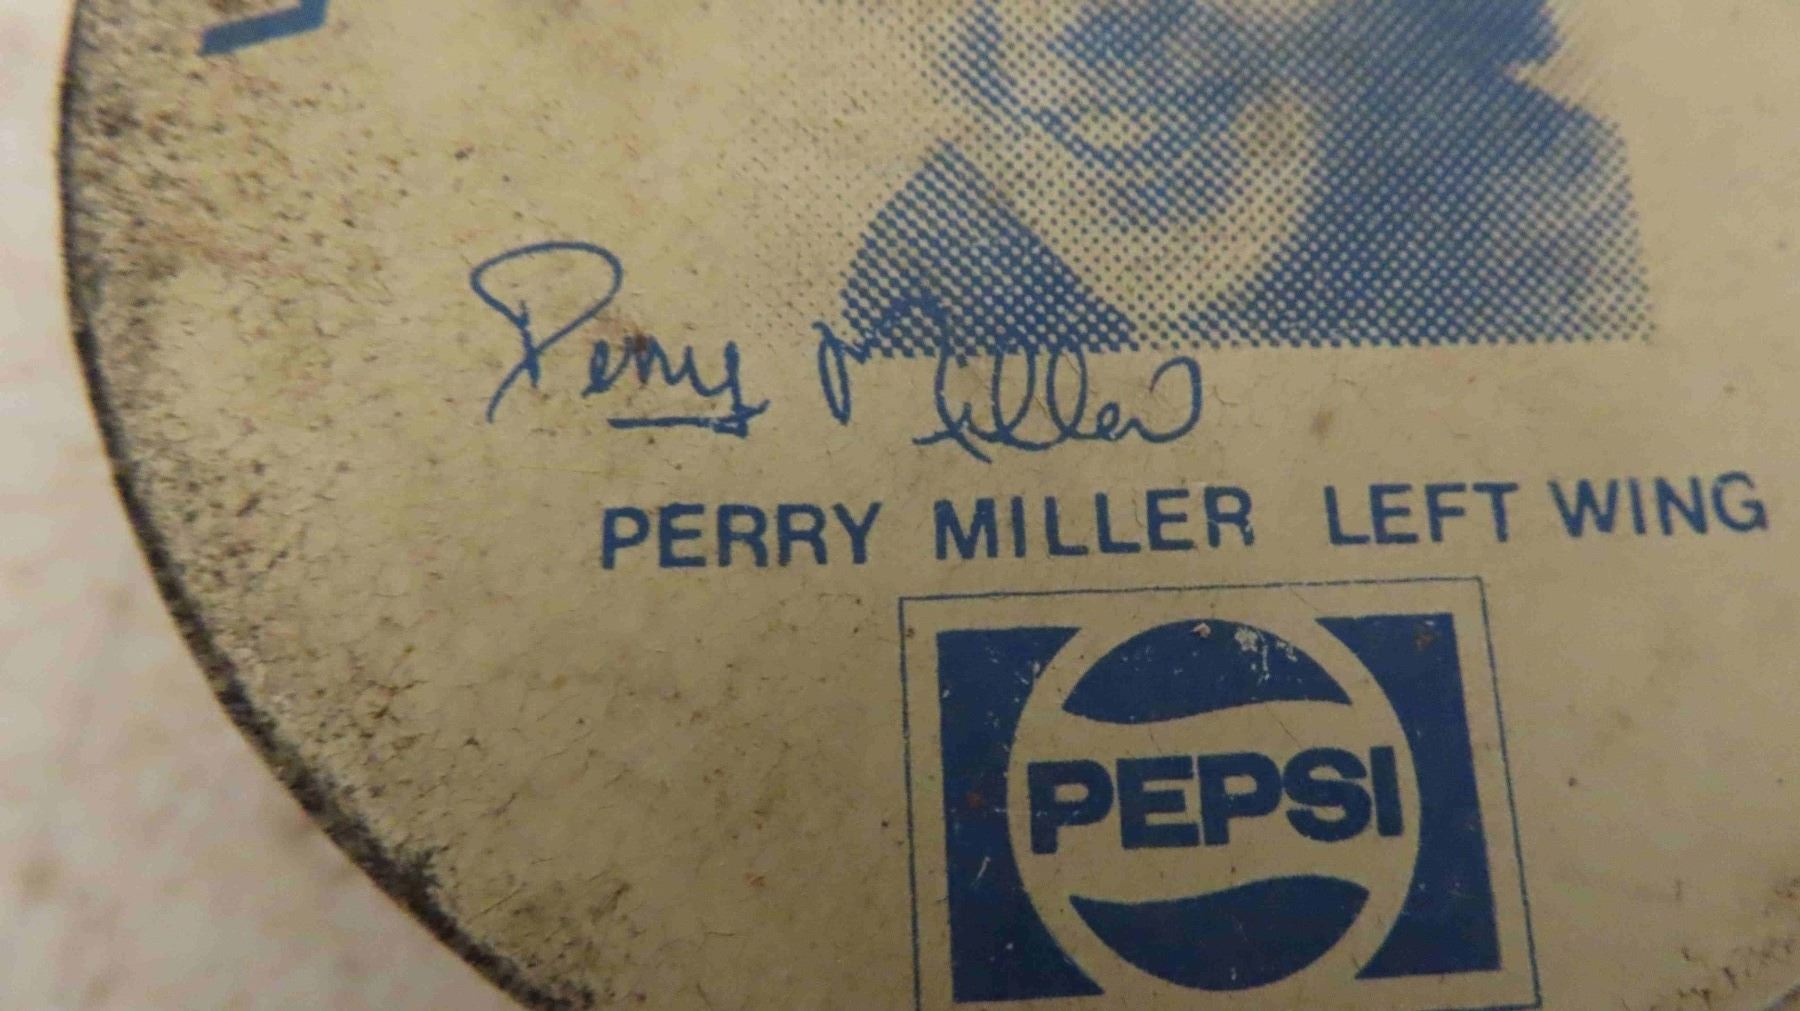 Perry Miller
PERRY MILLER LEFT WING
PEPSI